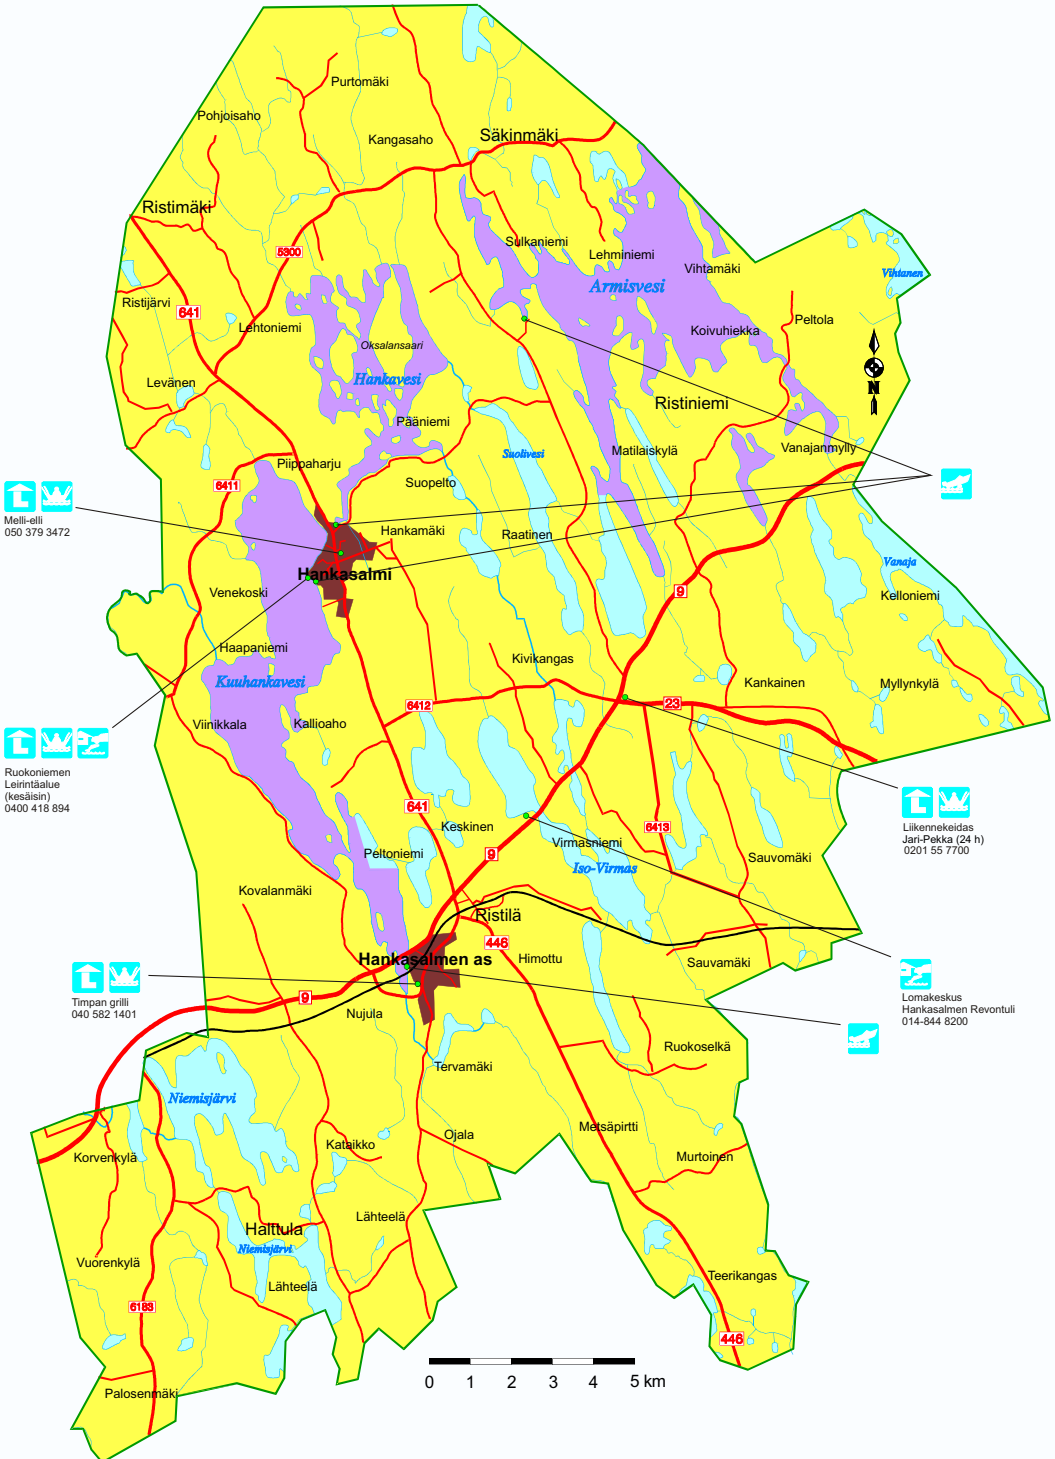 Purtomäki
Pohjoisaho
Kangasaho
Säkinmäki
Ristimäki
Sulkaniemi
Lehminiemi
Vihtamäki
Vihtanen
5300
Armisvesi
Ristijärvi
641
Lehtoniemi
Koivuhiekka
Peltola
Oksalansaari
Levänen
Hankavesi
N
Ristiniemi
Pääniemi
Matilaiskylä
Vanajanmylly
Suolivesi
Piippaharju
6411
Suopelto
Melli-elli
050 379 3472
Hankamäki
Raatinen
Hankasalmi
Vanaja
9
Kelloniemi
Venekoski
Haapaniemi
Kivikangas
Kuuhankavesi
Kankainen
Myllynkylä
6412
23
Viinikkala
Kallioaho
Ruokoniemen
Leirintäalue
(kesäisin)
0400 418 894
641
Keskinen
6413
Liikennekeidas
Jari-Pekka (24 h)
0201 55 7700
Virmasniemi
Peltoniemi
9
Sauvomäki
Iso-Virmas
Kovalanmäki
Ristilä
446
Hankasalmen as
Himottu
Sauvamäki
Timpan grilli
040 582 1401
9
Nujula
Lomakeskus
Hankasalmen Revontuli
014-844 8200
Ruokoselkä
Tervamäki
Niemisjärvi
Metsäpirtti
Ojala
Kataikko
Korvenkylä
Murtoinen
Lähteelä
Halttula
Niemisjärvi
Vuorenkylä
Lähteelä
Teerikangas
6183
446
0 1 2 3 4 5 km
Palosenmäki